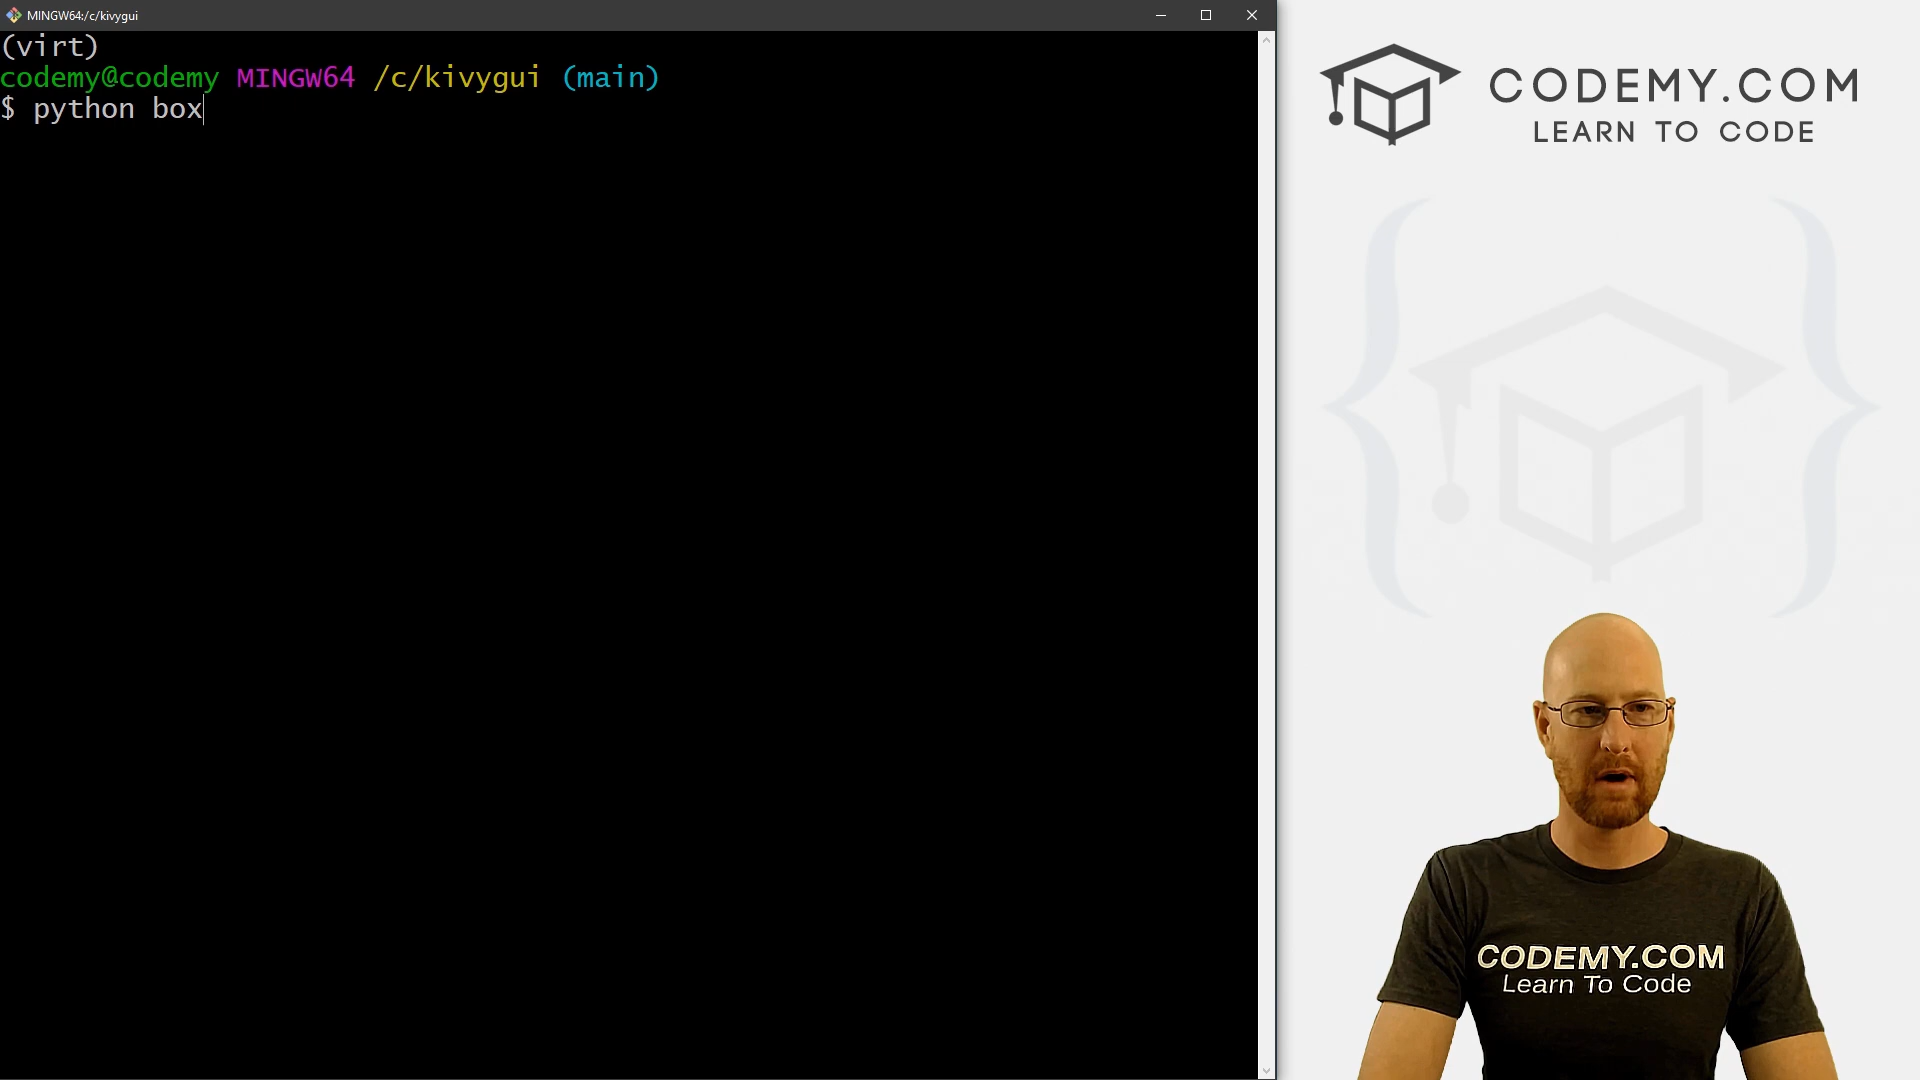 MINGW64:/c/kivygui
(virt)
codemy@codemy MINGW64 /c/kivygui (main)
$ python box
CODEMY.COM
LEARN TO CODE
CODEMY.COM
Learn To Code